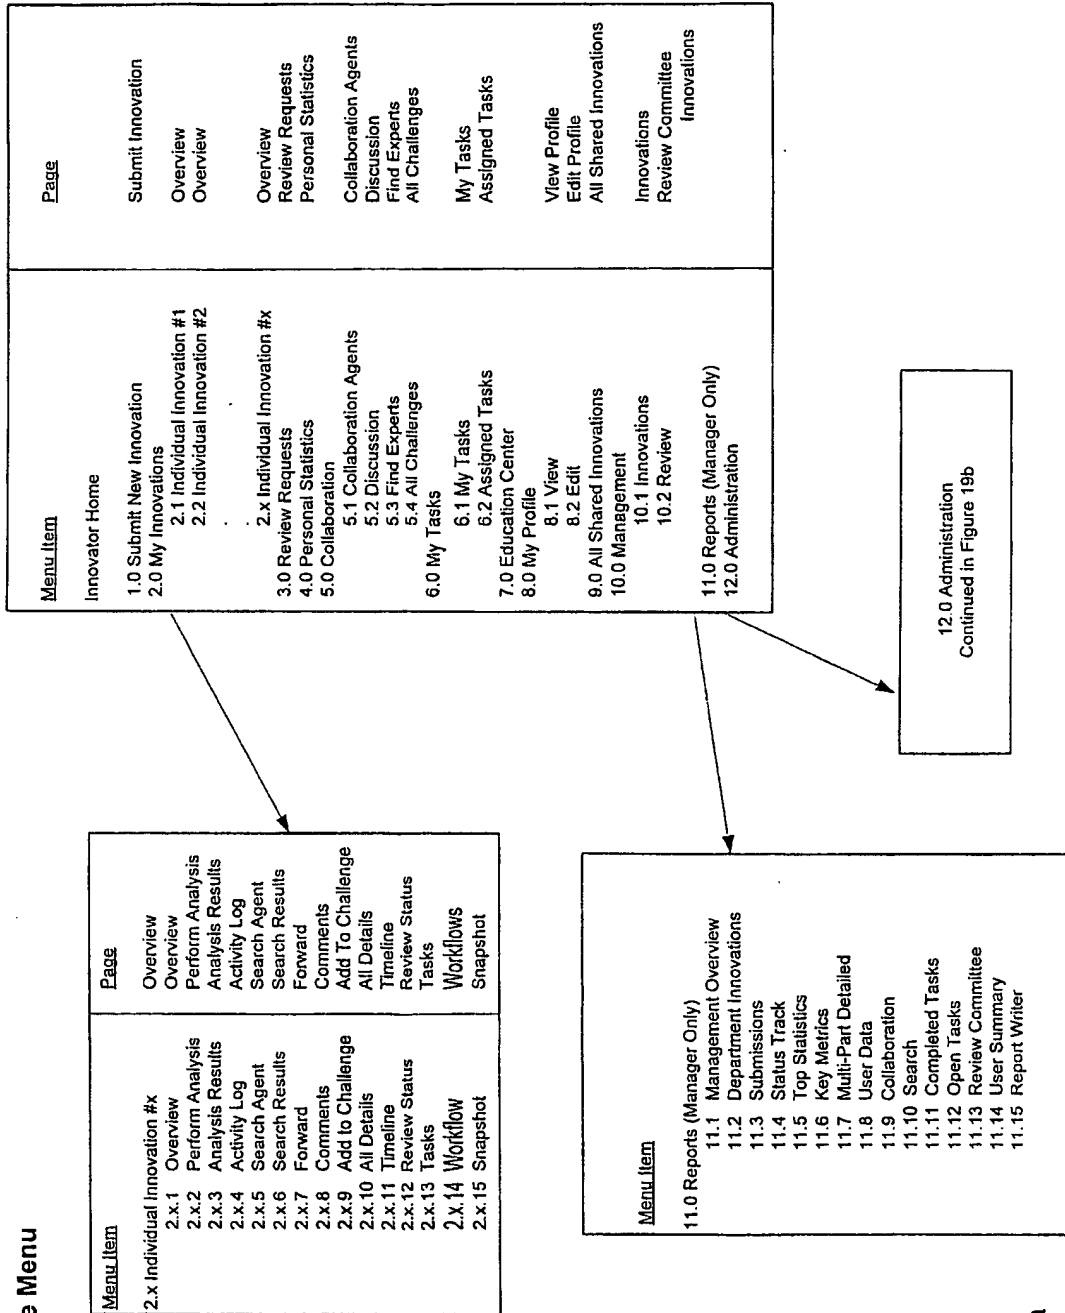 e Menu
Menu Item
Page
2.x Individual Innovation #x
Overview
2.x.1 Overview
Overview
2.x.2 Perform Analysis
Perform Analysis
2.x.3 Analysis Results
Analysis Results
2.x.4 Activity Log
Activity Log
2.x.5 Search Agent
Search Agent
2.x.6 Search Results
Search Results
2.x.7 Forward
Forward
2.x.8 Comments
Comments
2.x.9 Add to Challenge
Add To Challenge
2.x.10 All Details
All Details
2.x.11 Timeline
Timeline
2.x.12 Review Status
Review Status
2.x.13 Tasks
Tasks
2.x.14 Workflow
Workflows
2.x.15 Snapshot
Snapshot
Menu Item
Page
Innovator Home
1.0 Submit New Innovation
Submit Innovation
2.0 My Innovations
2.1 Individual Innovation #1
Overview
2.2 Individual Innovation #2
Overview
.
.
2.x Individual Innovation #x
Overview
3.0 Review Requests
Review Requests
4.0 Personal Statistics
Personal Statistics
5.0 Collaboration
5.1 Collaboration Agents
Collaboration Agents
5.2 Discussion
Discussion
5.3 Find Experts
Find Experts
5.4 All Challenges
All Challenges
6.0 My Tasks
6.1 My Tasks
My Tasks
6.2 Assigned Tasks
Assigned Tasks
7.0 Education Center
8.0 My Profile
8.1 View
View Profile
8.2 Edit
Edit Profile
9.0 All Shared Innovations
All Shared Innovations
10.0 Management
10.1 Innovations
Innovations
10.2 Review
Review Committee
Innovations
11.0 Reports (Manager Only)
12.0 Administration
Menu Item
11.0 Reports (Manager Only)
11.1 Management Overview
11.2 Department Innovations
11.3 Submissions
11.4 Status Track
11.5 Top Statistics
11.6 Key Metrics
11.7 Multi-Part Detailed
11.8 User Data
11.9 Collaboration
11.10 Search
11.11 Completed Tasks
11.12 Open Tasks
11.13 Review Committee
11.14 User Summary
11.15 Report Writer
12.0 Administration
Continued in Figure 19b